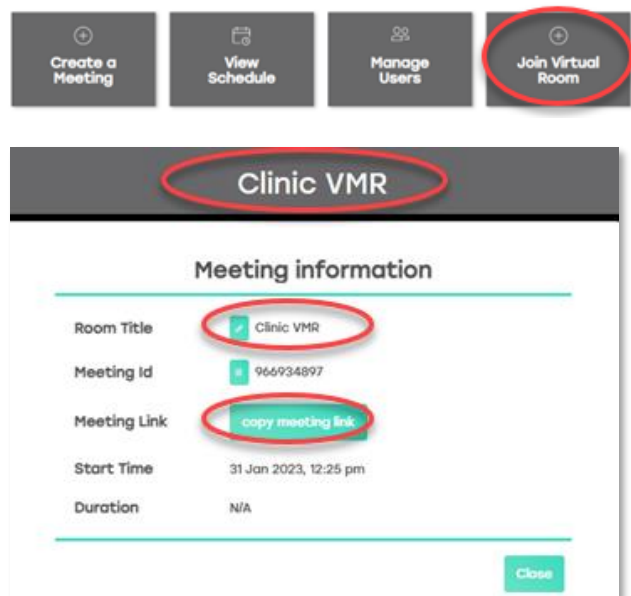 Create a
Meeting
View
Schedule
Manage
Users
Join Virtual
Room
Clinic VMR
Meeting information
Room Title Clinic VMR
Meeting Id 966934897
Meeting Link copy meeting link
Start Time 31 Jan 2023, 12:25 pm
Duration N/A
Close